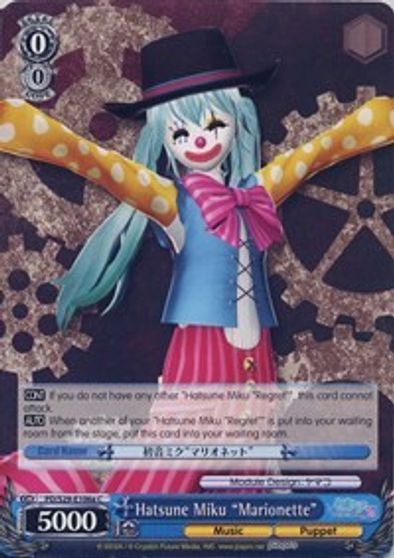 0
0
CONT If you do not have any other "Hatsune Miku "Regret"", this card cannot
attack.
AUTO When another of your "Hatsune Miku "Regret"" is put into your waiting
room from the stage, put this card into your waiting room.
Card Name 初音ミク"マリオネット"
Module Design:ヤマコ
Hatsune Miku "Marionette"
5000
Music Puppet